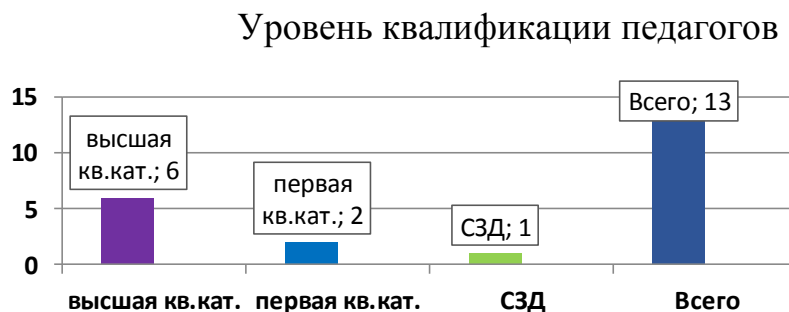 Уровень квалификации педагогов
15
10
5
0
высшая
кв.кат.; 6
первая
кв.кат.; 2
СЗД; 1
Всего; 13
высшая кв.кат. первая кв.кат. СЗД Всего